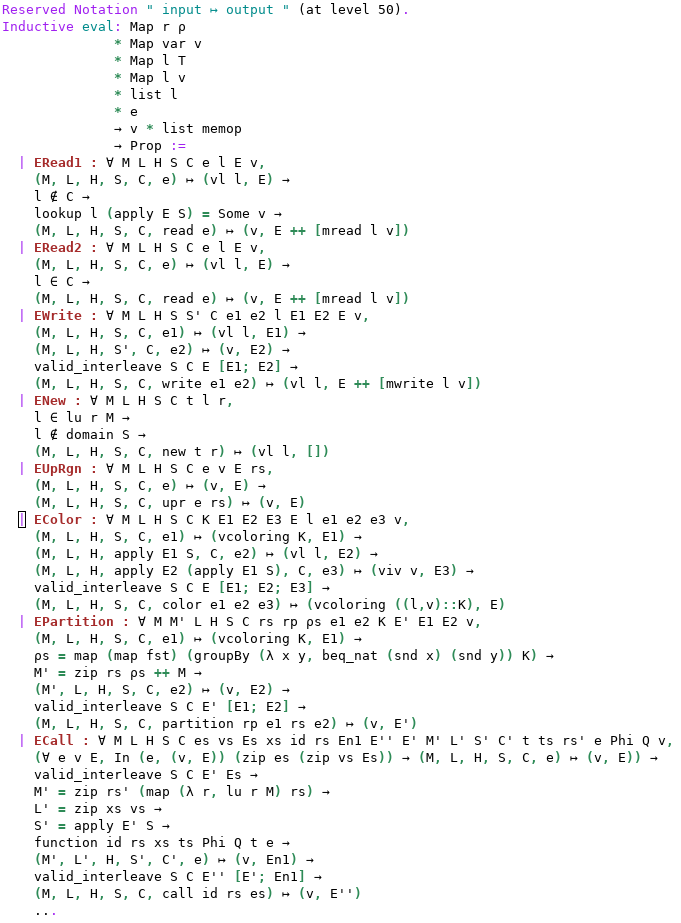 Reserved Notation " input ↦ output " (at level 50).
Inductive eval: Map r ρ
* Map var v
* Map l T
* Map l v
* list l
* e
→ v * list memop
→ Prop :=
| ERead1 : ∀ M L H S C e l E v,
(M, L, H, S, C, e) ↦ (vl l, E) →
l ∉ C →
lookup l (apply E S) = Some v →
(M, L, H, S, C, read e) ↦ (v, E ++ [mread l v])
| ERead2 : ∀ M L H S C e l E v,
(M, L, H, S, C, e) ↦ (vl l, E) →
l ∈ C →
(M, L, H, S, C, read e) ↦ (v, E ++ [mread l v])
| EWrite : ∀ M L H S S' C e1 e2 l E1 E2 E v,
(M, L, H, S, C, e1) ↦ (vl l, E1) →
(M, L, H, S', C, e2) ↦ (v, E2) →
valid_interleave S C E [E1; E2] →
(M, L, H, S, C, write e1 e2) ↦ (vl l, E ++ [mwrite l v])
| ENew : ∀ M L H S C t l r,
l ∈ lu r M →
l ∉ domain S →
(M, L, H, S, C, new t r) ↦ (vl l, [])
| EUpRgn : ∀ M L H S C e v E rs,
(M, L, H, S, C, e) ↦ (v, E) →
(M, L, H, S, C, upr e rs) ↦ (v, E)
| EColor : ∀ M L H S C K E1 E2 E3 E l e1 e2 e3 v,
(M, L, H, S, C, e1) ↦ (vcoloring K, E1) →
(M, L, H, apply E1 S, C, e2) ↦ (vl l, E2) →
(M, L, H, apply E2 (apply E1 S), C, e3) ↦ (viv v, E3) →
valid_interleave S C E [E1; E2; E3] →
(M, L, H, S, C, color e1 e2 e3) ↦ (vcoloring ((l,v)::K), E)
| EPartition : ∀ M M' L H S C rs rp ρs e1 e2 K E' E1 E2 v,
(M, L, H, S, C, e1) ↦ (vcoloring K, E1) →
ρs = map (map fst) (groupBy (λ x y, beq_nat (snd x) (snd y)) K) →
M' = zip rs ρs ++ M →
(M', L, H, S, C, e2) ↦ (v, E2) →
valid_interleave S C E' [E1; E2] →
(M, L, H, S, C, partition rp e1 rs e2) ↦ (v, E')
| ECall : ∀ M L H S C es vs Es xs id rs En1 E'' E' M' L' S' C' t ts rs' e Phi Q v,
(∀ e v E, In (e, (v, E)) (zip es (zip vs Es)) → (M, L, H, S, C, e) ↦ (v, E)) →
valid_interleave S C E' Es →
M' = zip rs' (map (λ r, lu r M) rs) →
L' = zip xs vs →
S' = apply E' S →
function id rs xs ts Phi Q t e →
(M', L', H, S', C', e) ↦ (v, En1) →
valid_interleave S C E'' [E'; En1] →
(M, L, H, S, C, call id rs es) ↦ (v, E'')
...